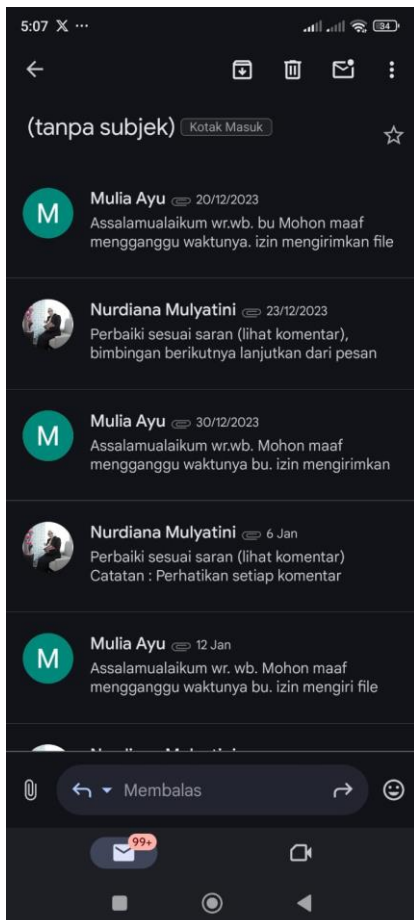 5:07 X ...
34
(tanpa subjek) Kotak Masuk
M
Mulia Ayu 20/12/2023
Assalamualaikum wr.wb. bu Mohon maaf
mengganggu waktunya. izin mengirimkan file
Nurdiana Mulyatini 23/12/2023
Perbaiki sesuai saran (lihat komentar),
bimbingan berikutnya lanjutkan dari pesan
M
Mulia Ayu 30/12/2023
Assalamualaikum wr.wb. Mohon maaf
mengganggu waktunya bu. izin mengirimkan
Nurdiana Mulyatini 6 Jan
Perbaiki sesuai saran (lihat komentar)
Catatan : Perhatikan setiap komentar
M
Mulia Ayu 12 Jan
Assalamualaikum wr. wb. Mohon maaf
mengganggu waktunya bu. izin mengiri file
Membalas
99+